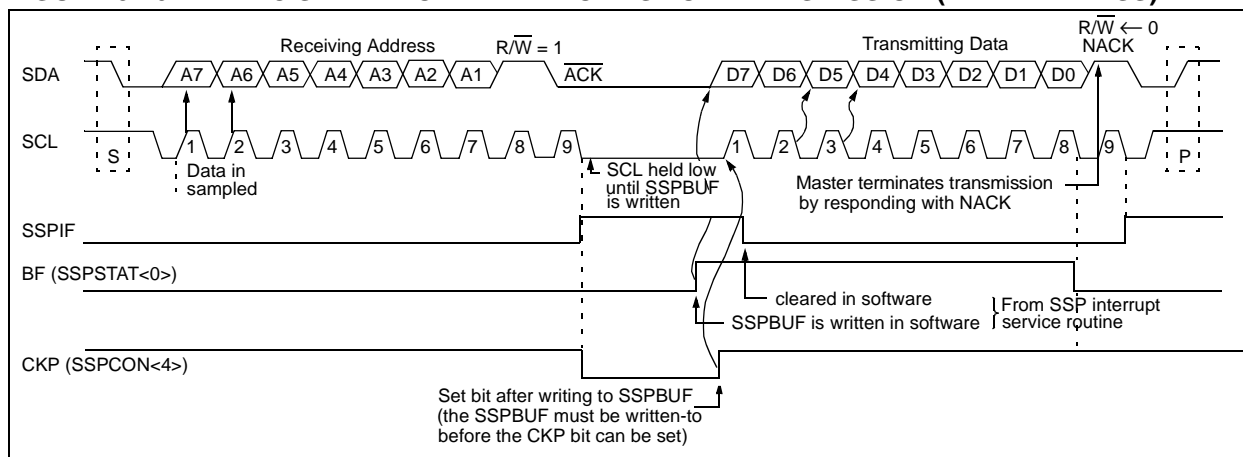 R/W ← 0
Receiving Address
R/W = 1
Transmitting Data
NACK
SDA
A7 A6 A5 A4 A3 A2 A1
ACK
D7 D6 D5 D4 D3 D2 D1 D0
SCL
S
1 2 3 4 5 6 7 8 9
1 2 3 4 5 6 7 8 9
P
Data in
sampled
SCL held low
until SSPBUF
is written
Master terminates transmission
by responding with NACK
SSPIF
BF (SSPSTAT<0>)
cleared in software
SSPBUF is written in software
From SSP interrupt
service routine
CKP (SSPCON<4>)
Set bit after writing to SSPBUF
(the SSPBUF must be written-to
before the CKP bit can be set)